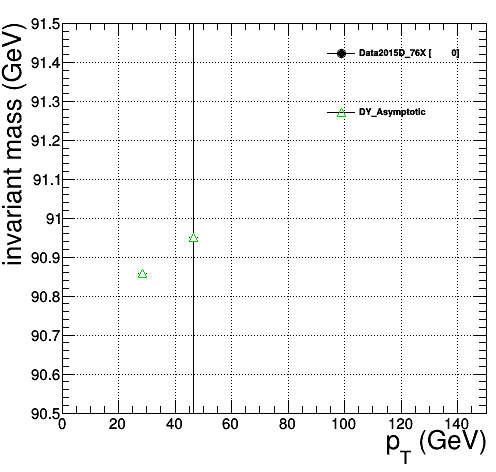 91.5
91.4
91.3
91.2
91.1
91
90.9
90.8
90.7
90.6
90.5
invariant mass (GeV)
Data2015D_76X [ 0]
DY_Asymptotic
0 20 40 60 80 100 120 140
p_T (GeV)